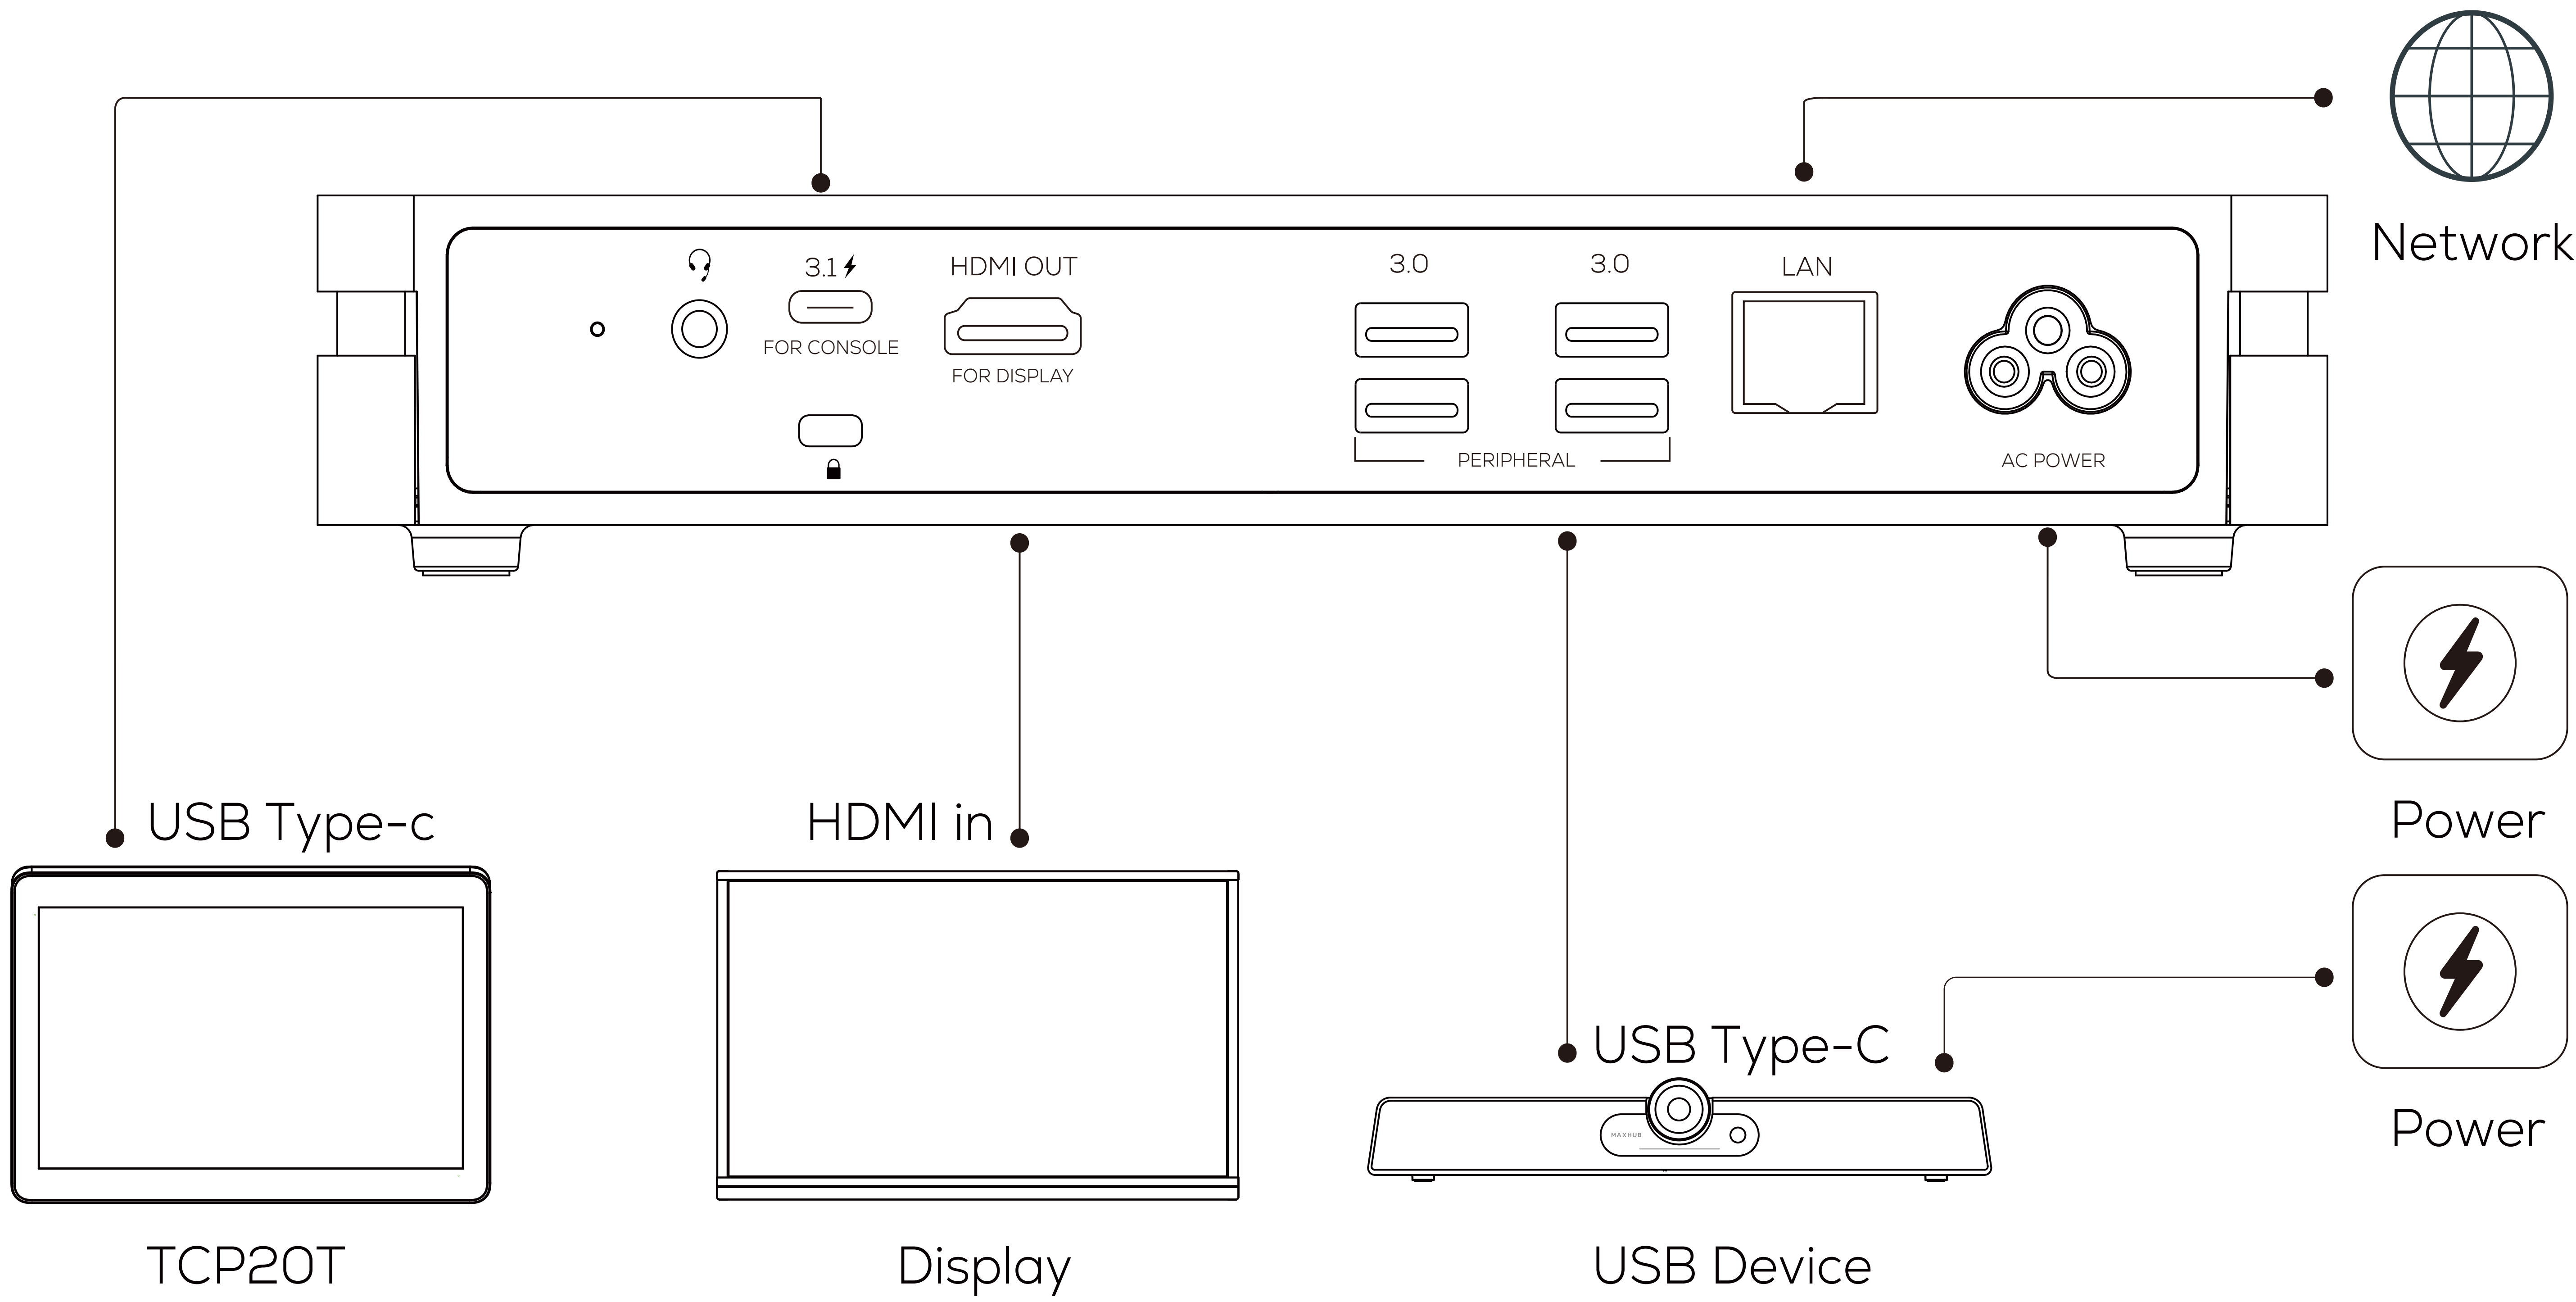 Network
3.1
HDMI OUT
3.0
3.0
LAN
FOR CONSOLE
FOR DISPLAY
PERIPHERAL
AC POWER
USB Type-c
HDMI in
Power
USB Type-C
MAXHUB
Power
TCP20T
Display
USB Device